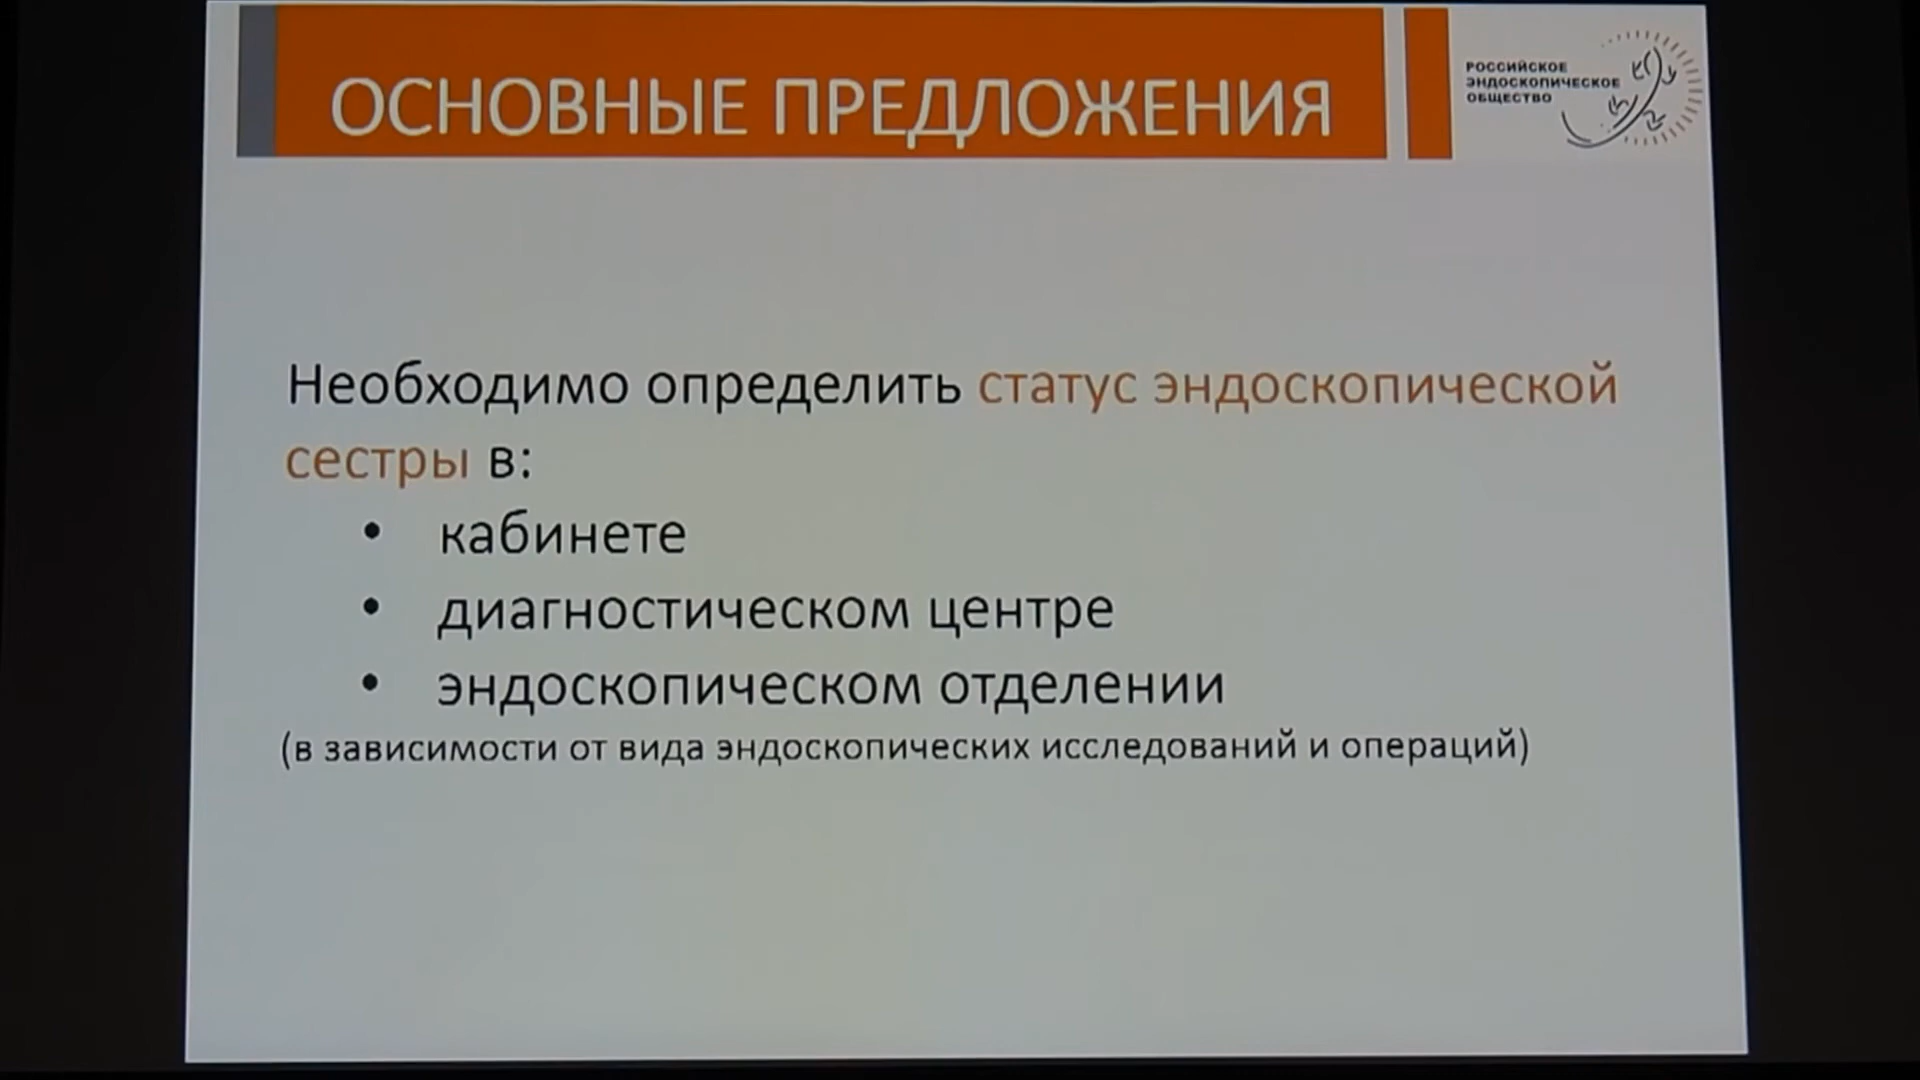 ОСНОВНЫЕ ПРЕДЛОЖЕНИЯ
РОССИЙСКОЕ
ЭНДОСКОПИЧЕСКОЕ
ОБЩЕСТВО
Необходимо определить статус эндоскопической
сестры в:
• кабинете
• диагностическом центре
• эндоскопическом отделении
(в зависимости от вида эндоскопических исследований и операций)